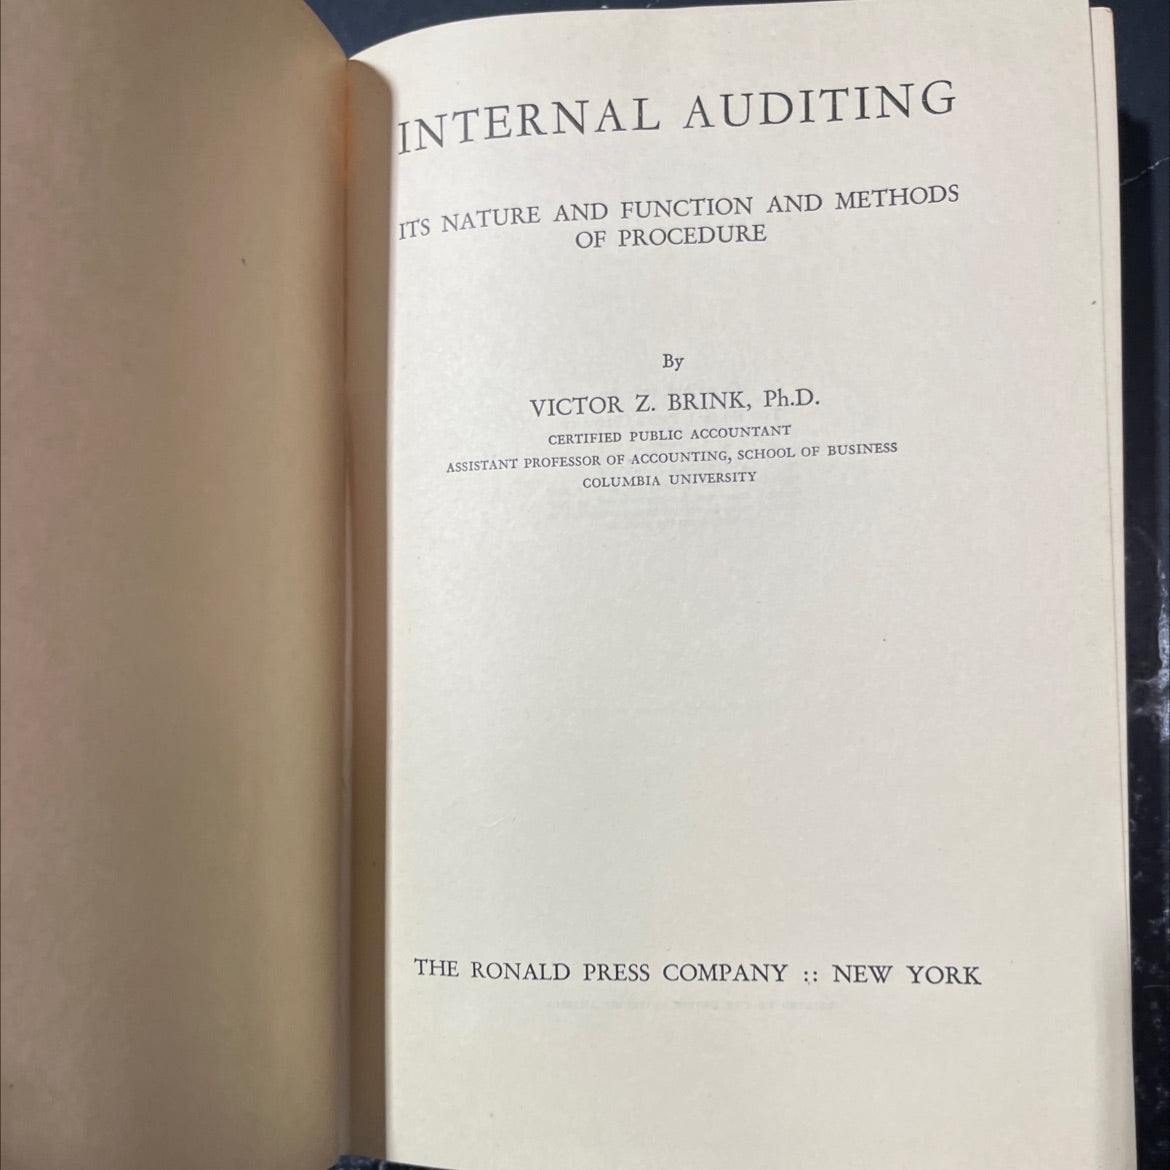 INTERNAL AUDITING
ITS NATURE AND FUNCTION AND METHODS
OF PROCEDURE
By
VICTOR Z. BRINK, Ph.D.
CERTIFIED PUBLIC ACCOUNTANT
ASSISTANT PROFESSOR OF ACCOUNTING, SCHOOL OF BUSINESS
COLUMBIA UNIVERSITY
THE RONALD PRESS COMPANY :: NEW YORK